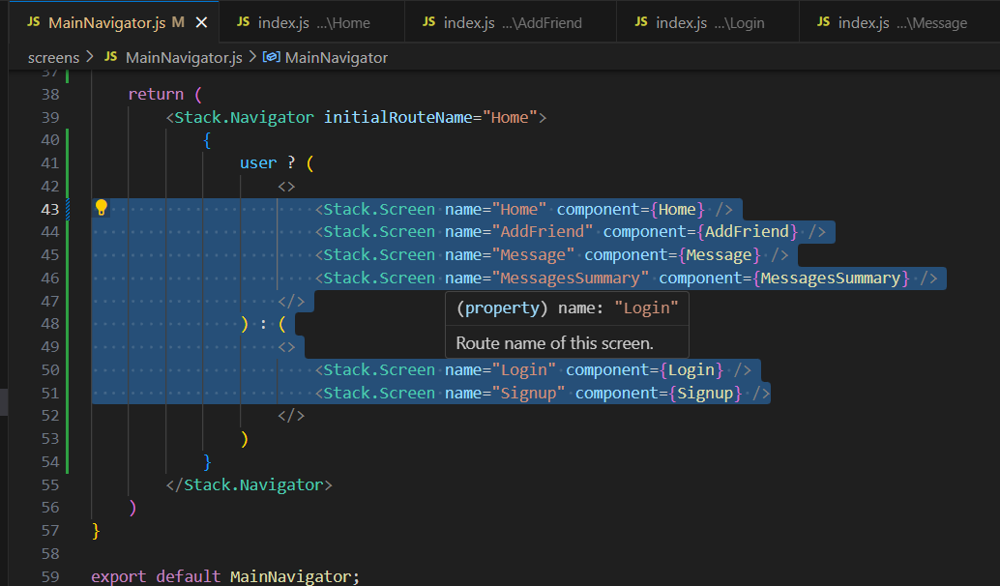 JS MainNavigator.js M × JS index.js ...\Home JS index.js ...\AddFriend JS index.js ...\Login JS index.js ...\Message
screens > JS MainNavigator.js > MainNavigator
37
38 return (
39 <Stack.Navigator initialRouteName="Home">
40 {
41 user ? (
42 <>
43 <Stack.Screen name="Home" component={Home} />
44 <Stack.Screen name="AddFriend" component={AddFriend} />
45 <Stack.Screen name="Message" component={Message} />
46 <Stack.Screen name="MessagesSummary" component={MessagesSummary} />
47 </>
48 ) : (
49 <>
(property) name: "Login"
Route name of this screen.
50 <Stack.Screen name="Login" component={Login} />
51 <Stack.Screen name="Signup" component={Signup} />
52 </>
53 )
54 }
55 </Stack.Navigator>
56 )
57 }
58
59 export default MainNavigator;